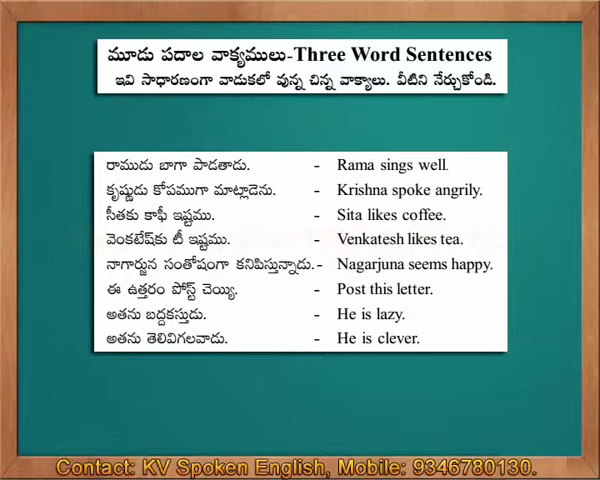 మూడు పదాల వాక్యములు-Three Word Sentences
ఇవి సాధారణంగా వాడుకలో వున్న చిన్న వాక్యాలు. వీటిని నేర్చుకోండి.
రాముడు బాగా పాడతాడు. - Rama sings well.
కృష్ణుడు కోపముగా మాట్లాడెను. - Krishna spoke angrily.
సీతకు కాఫీ ఇష్టము. - Sita likes coffee.
వెంకటేష్‌కు టీ ఇష్టము. - Venkatesh likes tea.
నాగార్జున సంతోషంగా కనిపిస్తున్నాడు. - Nagarjuna seems happy.
ఈ ఉత్తరం పోస్ట్ చెయ్యి. - Post this letter.
అతను బద్దకస్తుడు. - He is lazy.
అతను తెలివిగలవాడు. - He is clever.
Contact: KV Spoken English, Mobile: 9346780130.